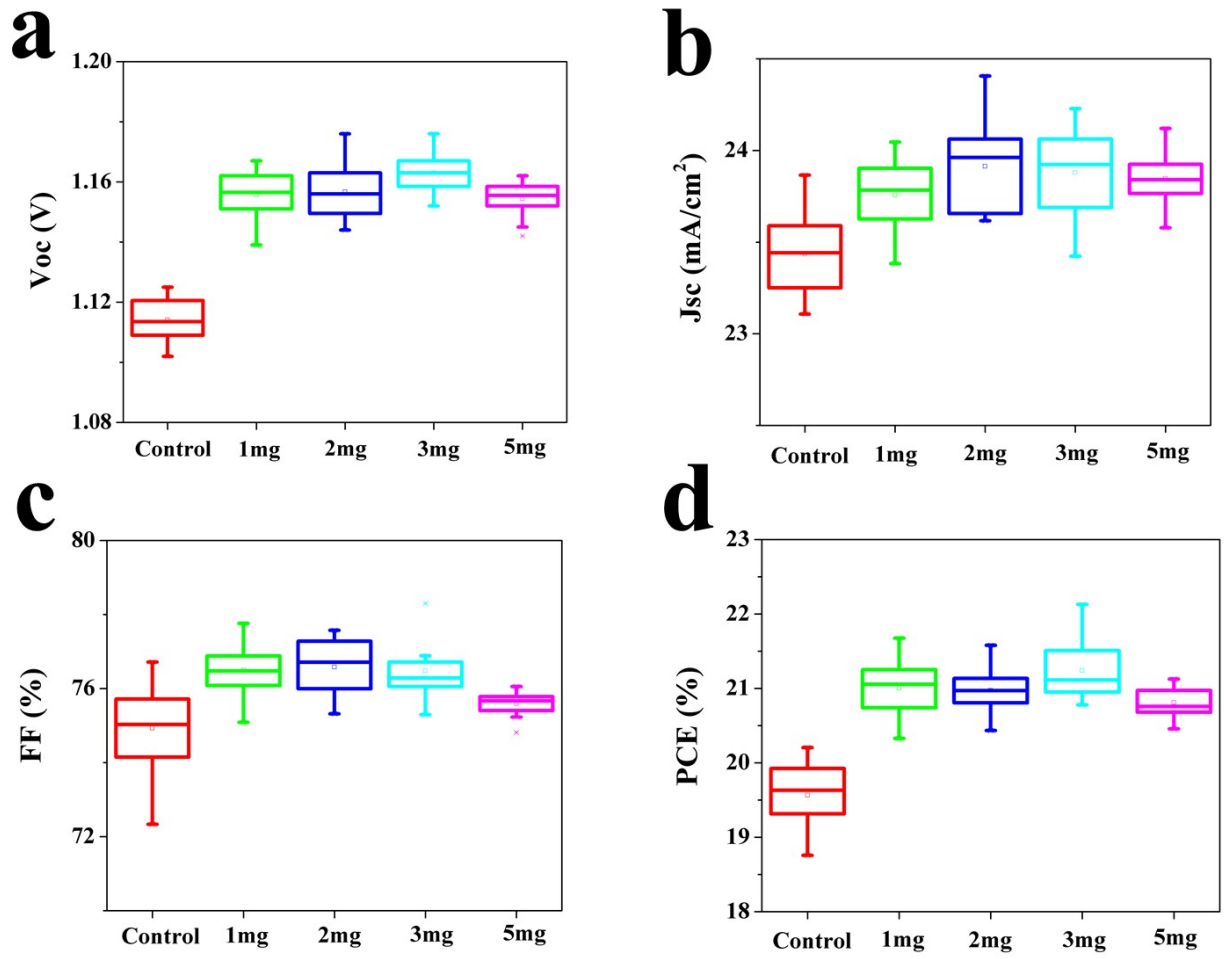 a
1.20
1.16
1.12
1.08
Voc (V)
Control 1mg 2mg 3mg 5mg
b
24
23
Jsc (mA/cm²)
Control 1mg 2mg 3mg 5mg
c
80
76
72
FF (%)
Control 1mg 2mg 3mg 5mg
d
23
22
21
20
19
18
PCE (%)
Control 1mg 2mg 3mg 5mg